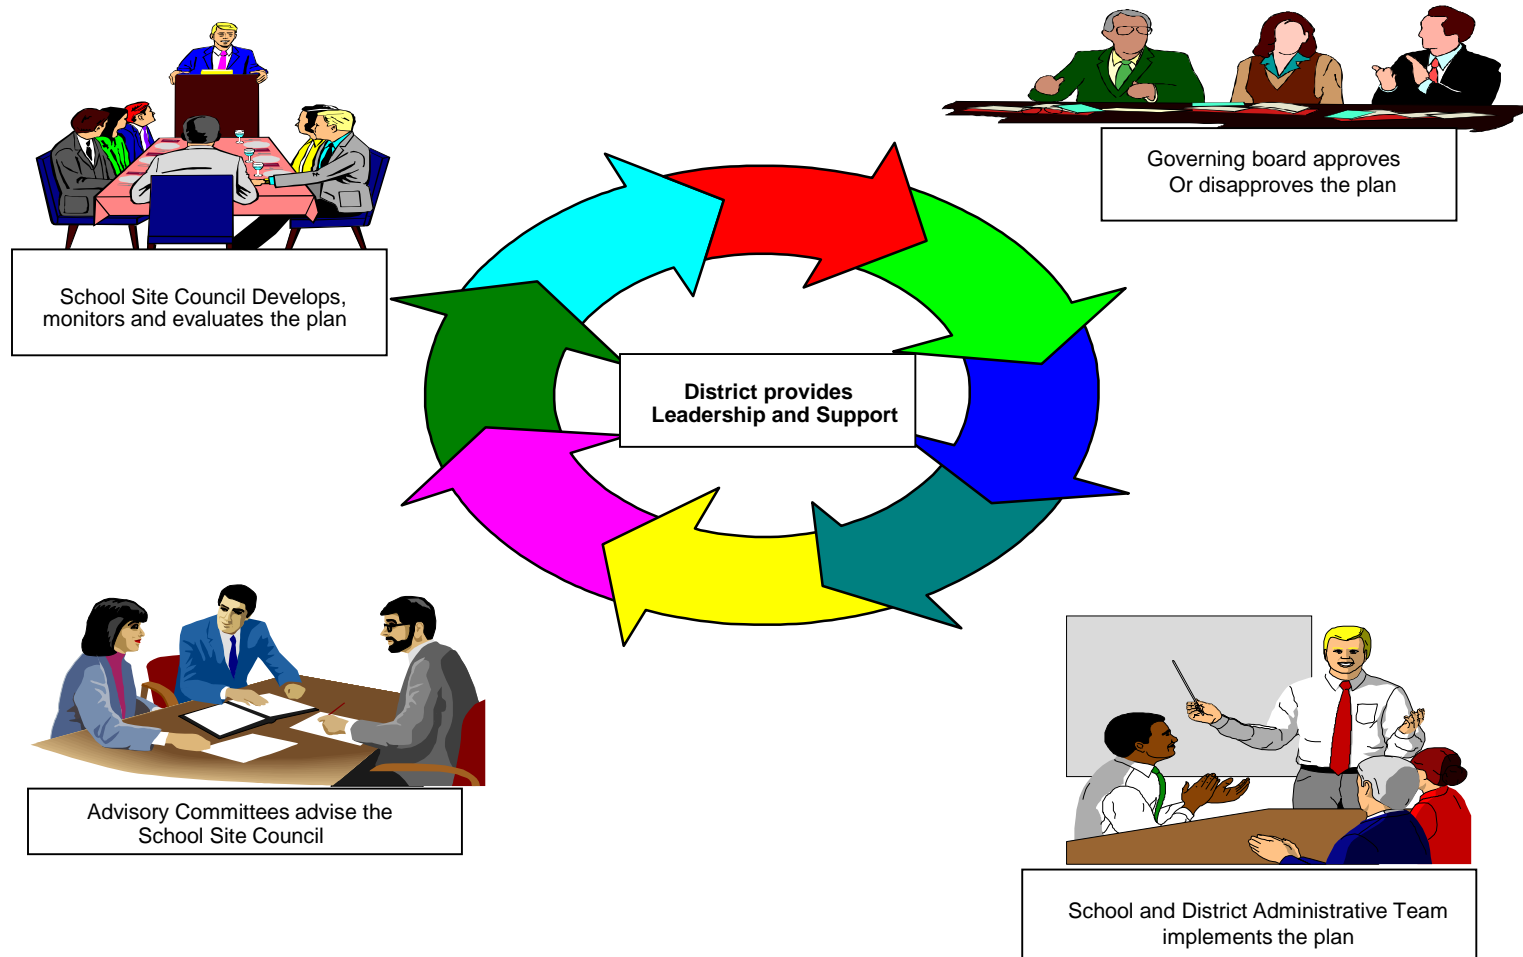 Governing board approves
Or disapproves the plan
School Site Council Develops,
monitors and evaluates the plan
District provides
Leadership and Support
Advisory Committees advise the
School Site Council
School and District Administrative Team
implements the plan